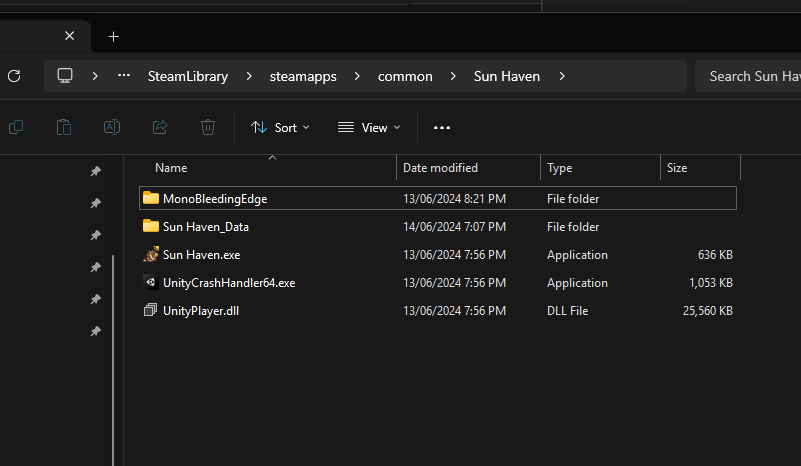 SteamLibrary > steamapps > common > Sun Haven >
Search Sun Ha
Sort View
Name Date modified Type Size
MonoBleedingEdge 13/06/2024 8:21 PM File folder
Sun Haven_Data 14/06/2024 7:07 PM File folder
Sun Haven.exe 13/06/2024 7:56 PM Application 636 KB
UnityCrashHandler64.exe 13/06/2024 7:56 PM Application 1,053 KB
UnityPlayer.dll 13/06/2024 7:56 PM DLL File 25,560 KB